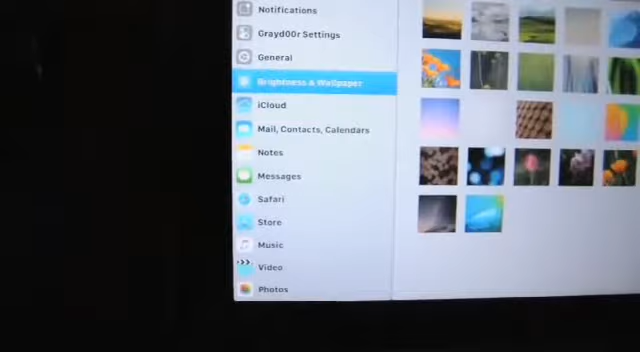 Notifications
Grayd00r Settings
General
Brightness & Wallpaper
iCloud
Mail, Contacts, Calendars
Notes
Messages
Safari
Store
Music
Video
Photos